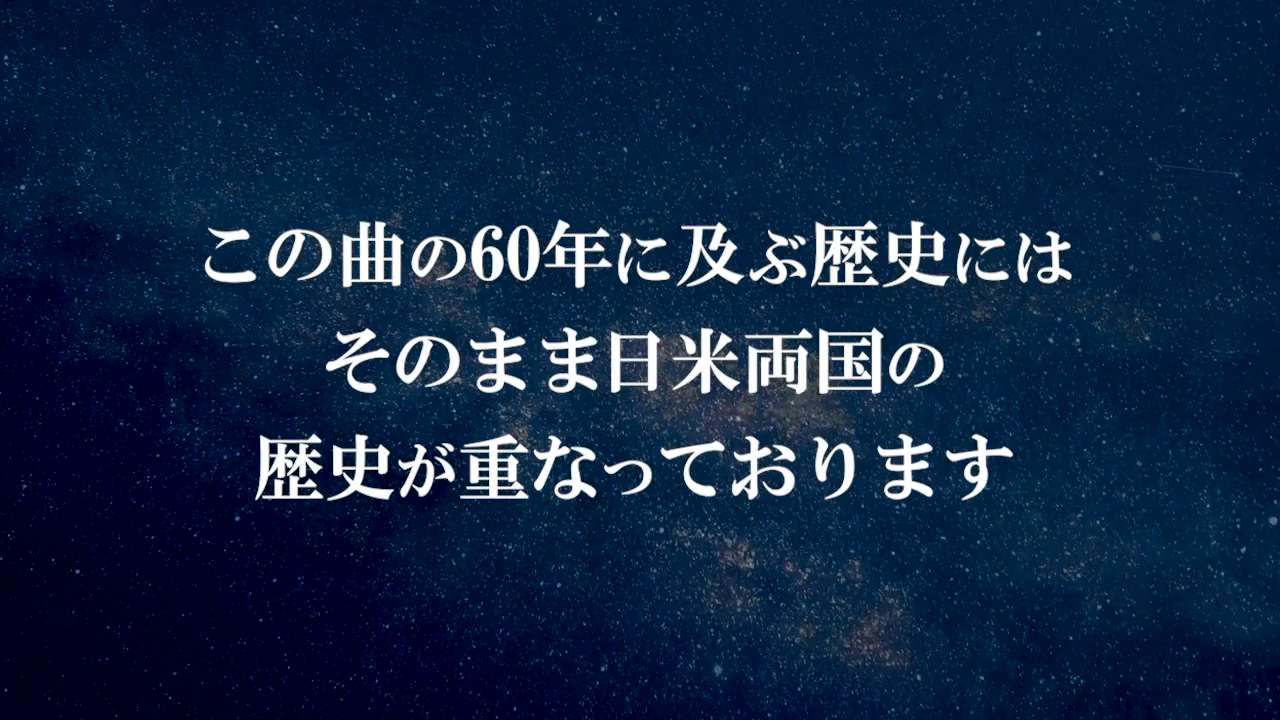 この曲の60年に及ぶ歴史には
そのまま日米両国の
歴史が重なっております